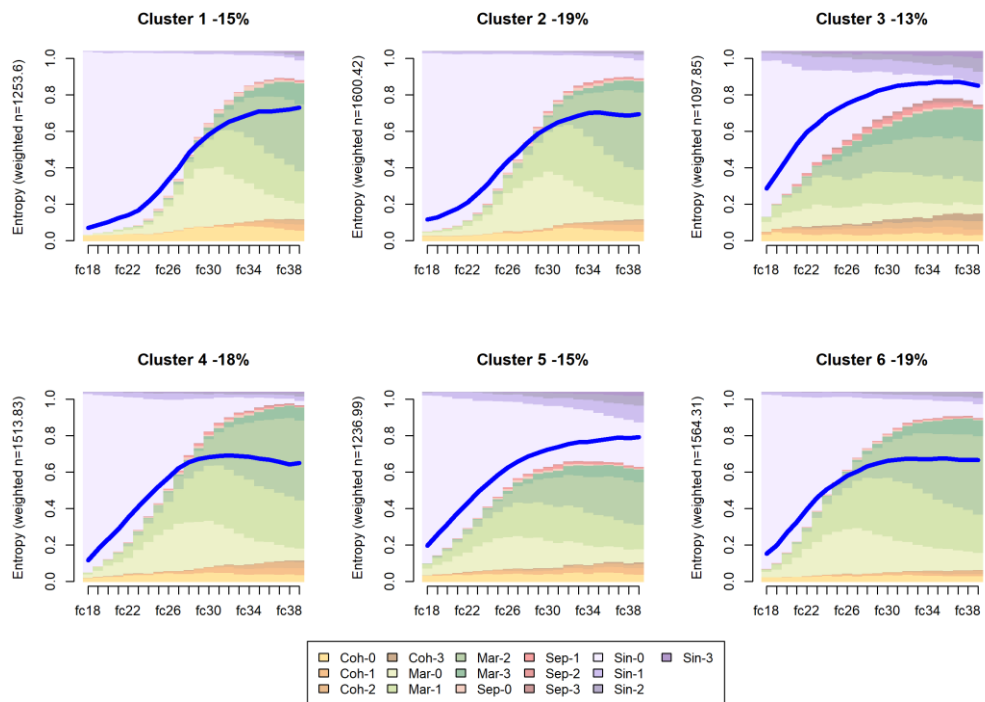 Cluster 1 -15%
Cluster 2 -19%
Cluster 3 -13%
Entropy (weighted n=1253.6)
0.0 0.2 0.4 0.6 0.8 1.0
fc18 fc22 fc26 fc30 fc34 fc38
Entropy (weighted n=1600.42)
0.0 0.2 0.4 0.6 0.8 1.0
fc18 fc22 fc26 fc30 fc34 fc38
Entropy (weighted n=1097.85)
0.0 0.2 0.4 0.6 0.8 1.0
fc18 fc22 fc26 fc30 fc34 fc38
Cluster 4 -18%
Cluster 5 -15%
Cluster 6 -19%
Entropy (weighted n=1513.83)
0.0 0.2 0.4 0.6 0.8 1.0
fc18 fc22 fc26 fc30 fc34 fc38
Entropy (weighted n=1236.99)
0.0 0.2 0.4 0.6 0.8 1.0
fc18 fc22 fc26 fc30 fc34 fc38
Entropy (weighted n=1564.31)
0.0 0.2 0.4 0.6 0.8 1.0
fc18 fc22 fc26 fc30 fc34 fc38
Coh-0 Coh-3 Mar-2 Sep-1 Sin-0 Sin-3
Coh-1 Mar-0 Mar-3 Sep-2 Sin-1
Coh-2 Mar-1 Sep-0 Sep-3 Sin-2